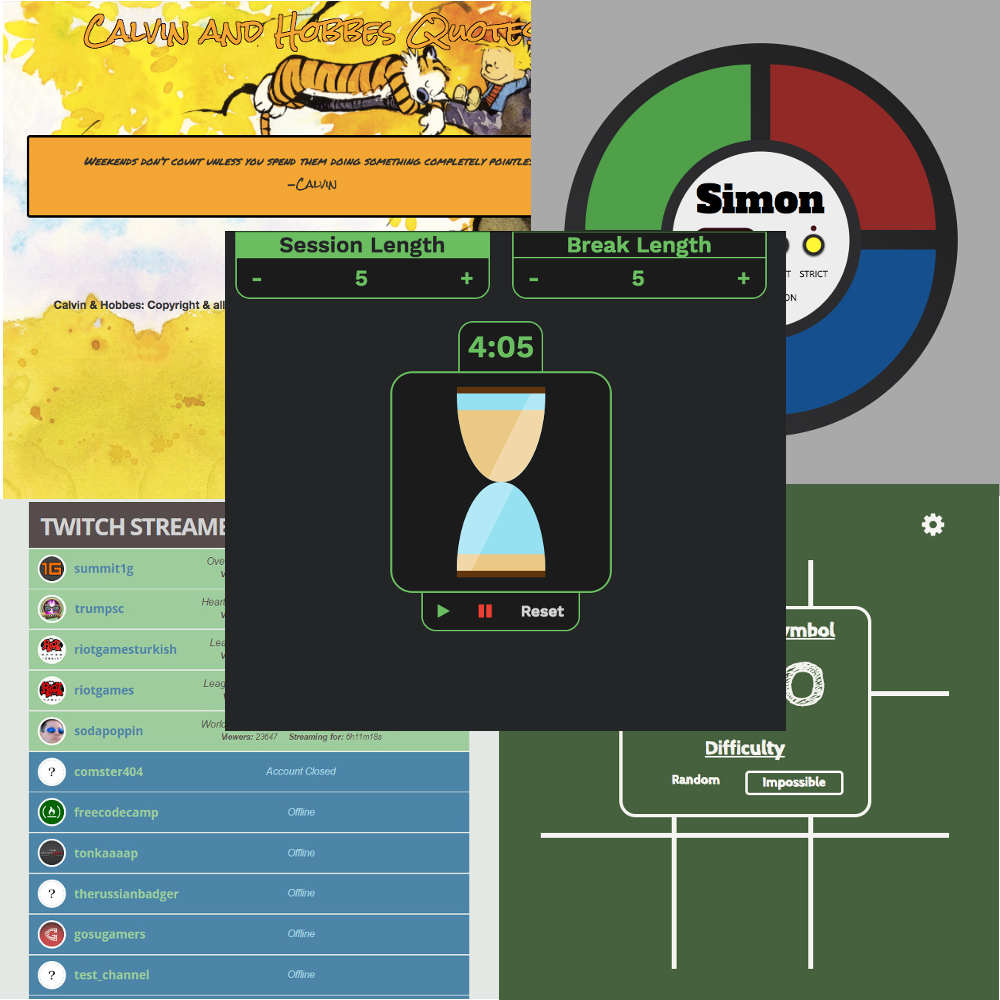 Calvin and Hobbes Quotes
Weekends don't count unless you spend them doing something completely
-Calvin
Calvin & Hobbes: Copyright & all
Simon
STRICT
Session Length
- 5 +
Break Length
- 5 +
4:05
Reset
TWITCH
1G
summit1g
trumpsc
riotgamesturkish
riotgames
sodapoppin
Viewers: 23647 Streaming for: 6h11m18s
? comster404 Account Closed
freecodecamp Offline
tonkaaaap Offline
? therussianbadger Offline
gosugamers Offline
? test_channel Offline
O
Difficulty
Random Impossible